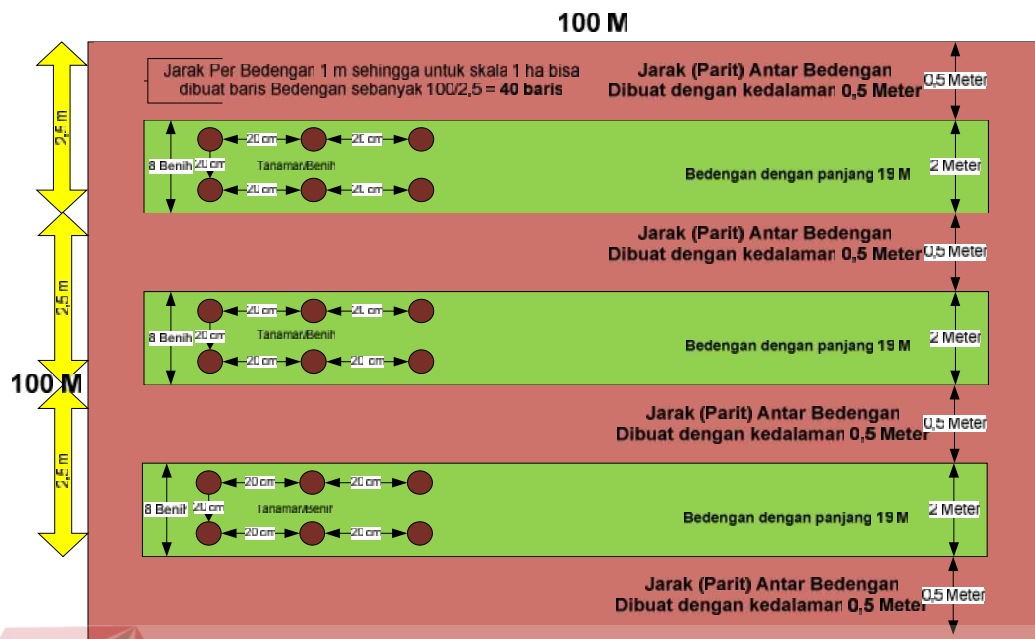 100 M
Jarak Per Bedengan 1 m sehingga untuk skala 1 ha bisa
dibuat baris Bedengan sebanyak 100/2,5 = 40 baris
Jarak (Parit) Antar Bedengan
Dibuat dengan kedalaman 0,5 Meter
0,5 Meter
2,5 m
8 Benih
20 cm
20 cm
20 cm
Tanamar/Benih
20 cm
20 cm
Bedengan dengan panjang 19 M
2 Meter
Jarak (Parit) Antar Bedengan
Dibuat dengan kedalaman 0,5 Meter
0,5 Meter
2,5 m
8 Benih
20 cm
20 cm
20 cm
Tanamar/Benih
20 cm
20 cm
Bedengan dengan panjang 19 M
2 Meter
100 M
Jarak (Parit) Antar Bedengan
Dibuat dengan kedalaman 0,5 Meter
0,5 Meter
2,5 m
8 Benih
20 cm
20 cm
20 cm
Tanamar/Benih
20 cm
20 cm
Bedengan dengan panjang 19 M
2 Meter
Jarak (Parit) Antar Bedengan
Dibuat dengan kedalaman 0,5 Meter
0,5 Meter